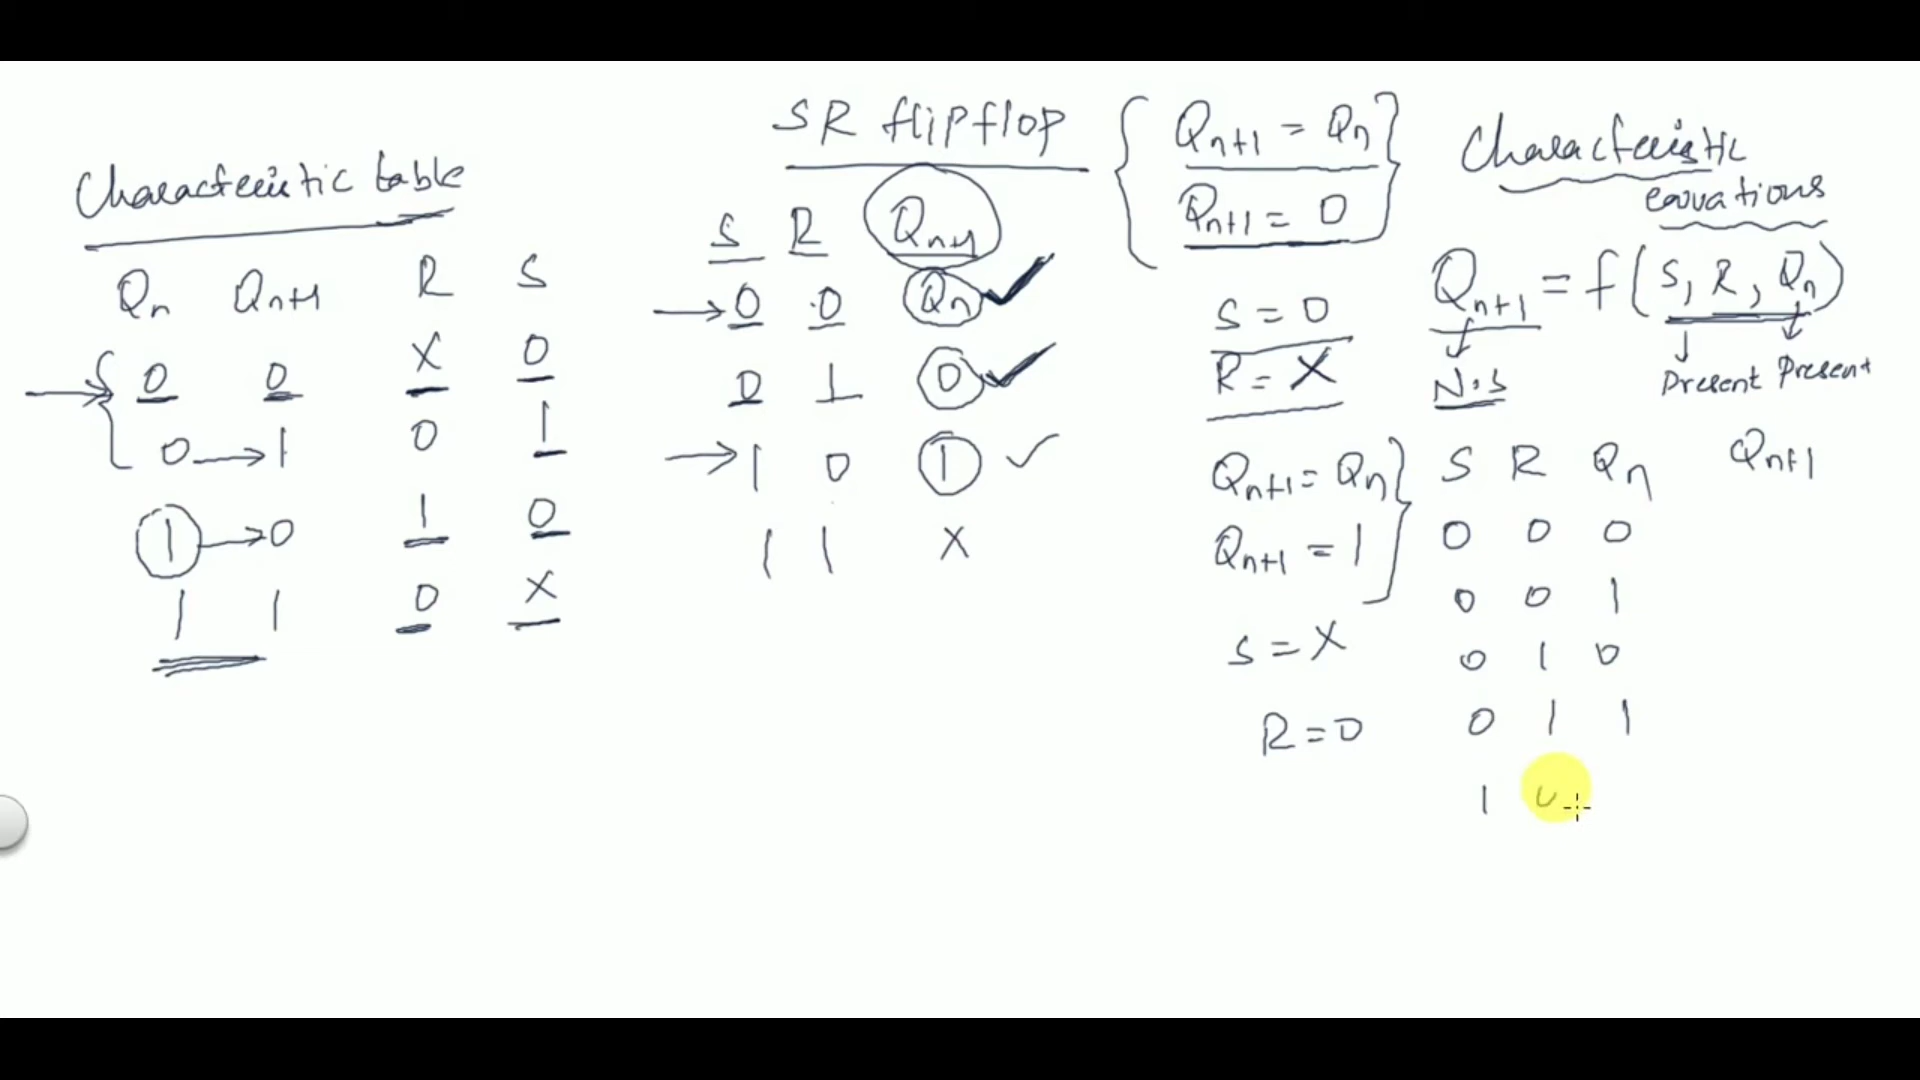 SR flipflop
Characteristic table
Qn Qn+1 R S
0 0 X 0
0 → 1 0 1
1 → 0 1 0
1 1 0 X
S R Qn+1
→ 0 0 Qn ✓
0 1 0 ✓
→ 1 0 1 ✓
1 1 X
Qn+1 = Qn
Qn+1 = 0
S = 0
R = X
Qn+1 = Qn
Qn+1 = 1
S = X
R = 0
Characteristic
equations
Qn+1 = f(S, R, Qn)
N.S
Present Present
S R Qn Qn+1
0 0 0
0 0 1
0 1 0
0 1 1
1 0